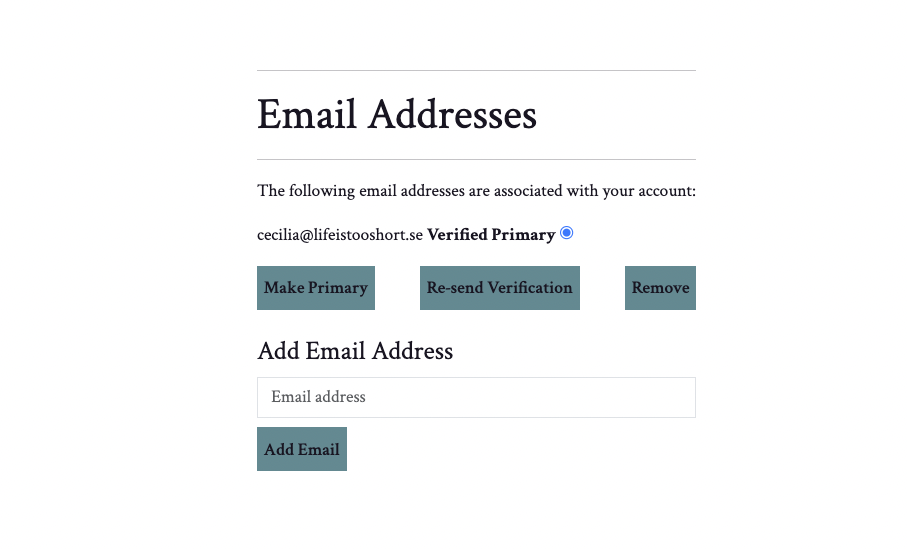 Email Addresses
The following email addresses are associated with your account:
cecilia@lifeistooshort.se Verified Primary
Make Primary Re-send Verification Remove
Add Email Address
Email address
Add Email